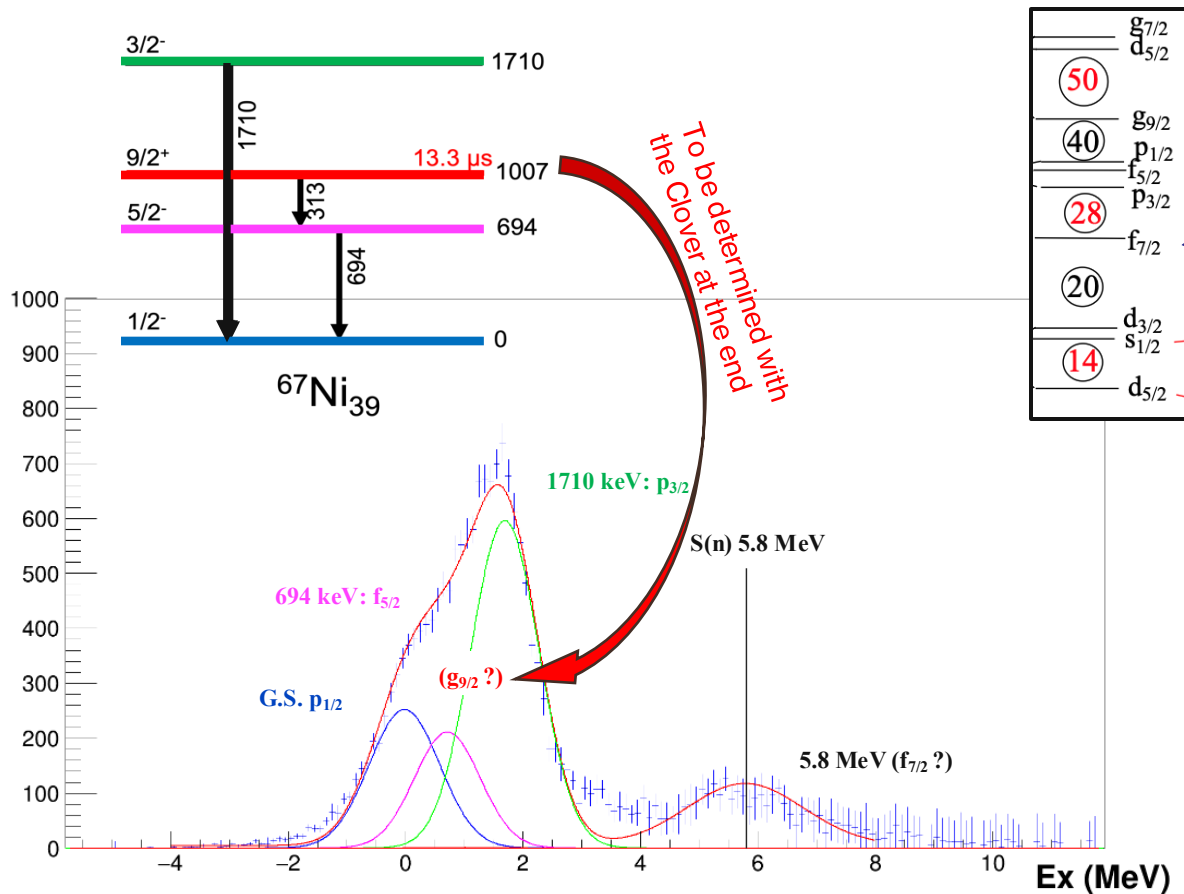 3/2-
1710
1710
9/2+
13.3 µs
1007
313
5/2-
694
694
1/2-
0
67Ni39
To be determined with
the Clover at the end
g7/2
d5/2
50
g9/2
40
p1/2
f5/2
p3/2
28
f7/2
20
d3/2
s1/2
14
d5/2
1000
900
800
700
600
500
400
300
200
100
0
1710 keV: p3/2
S(n) 5.8 MeV
694 keV: f5/2
(g9/2 ?)
G.S. p1/2
5.8 MeV (f7/2 ?)
−4
−2
0
2
4
6
8
10
Ex (MeV)